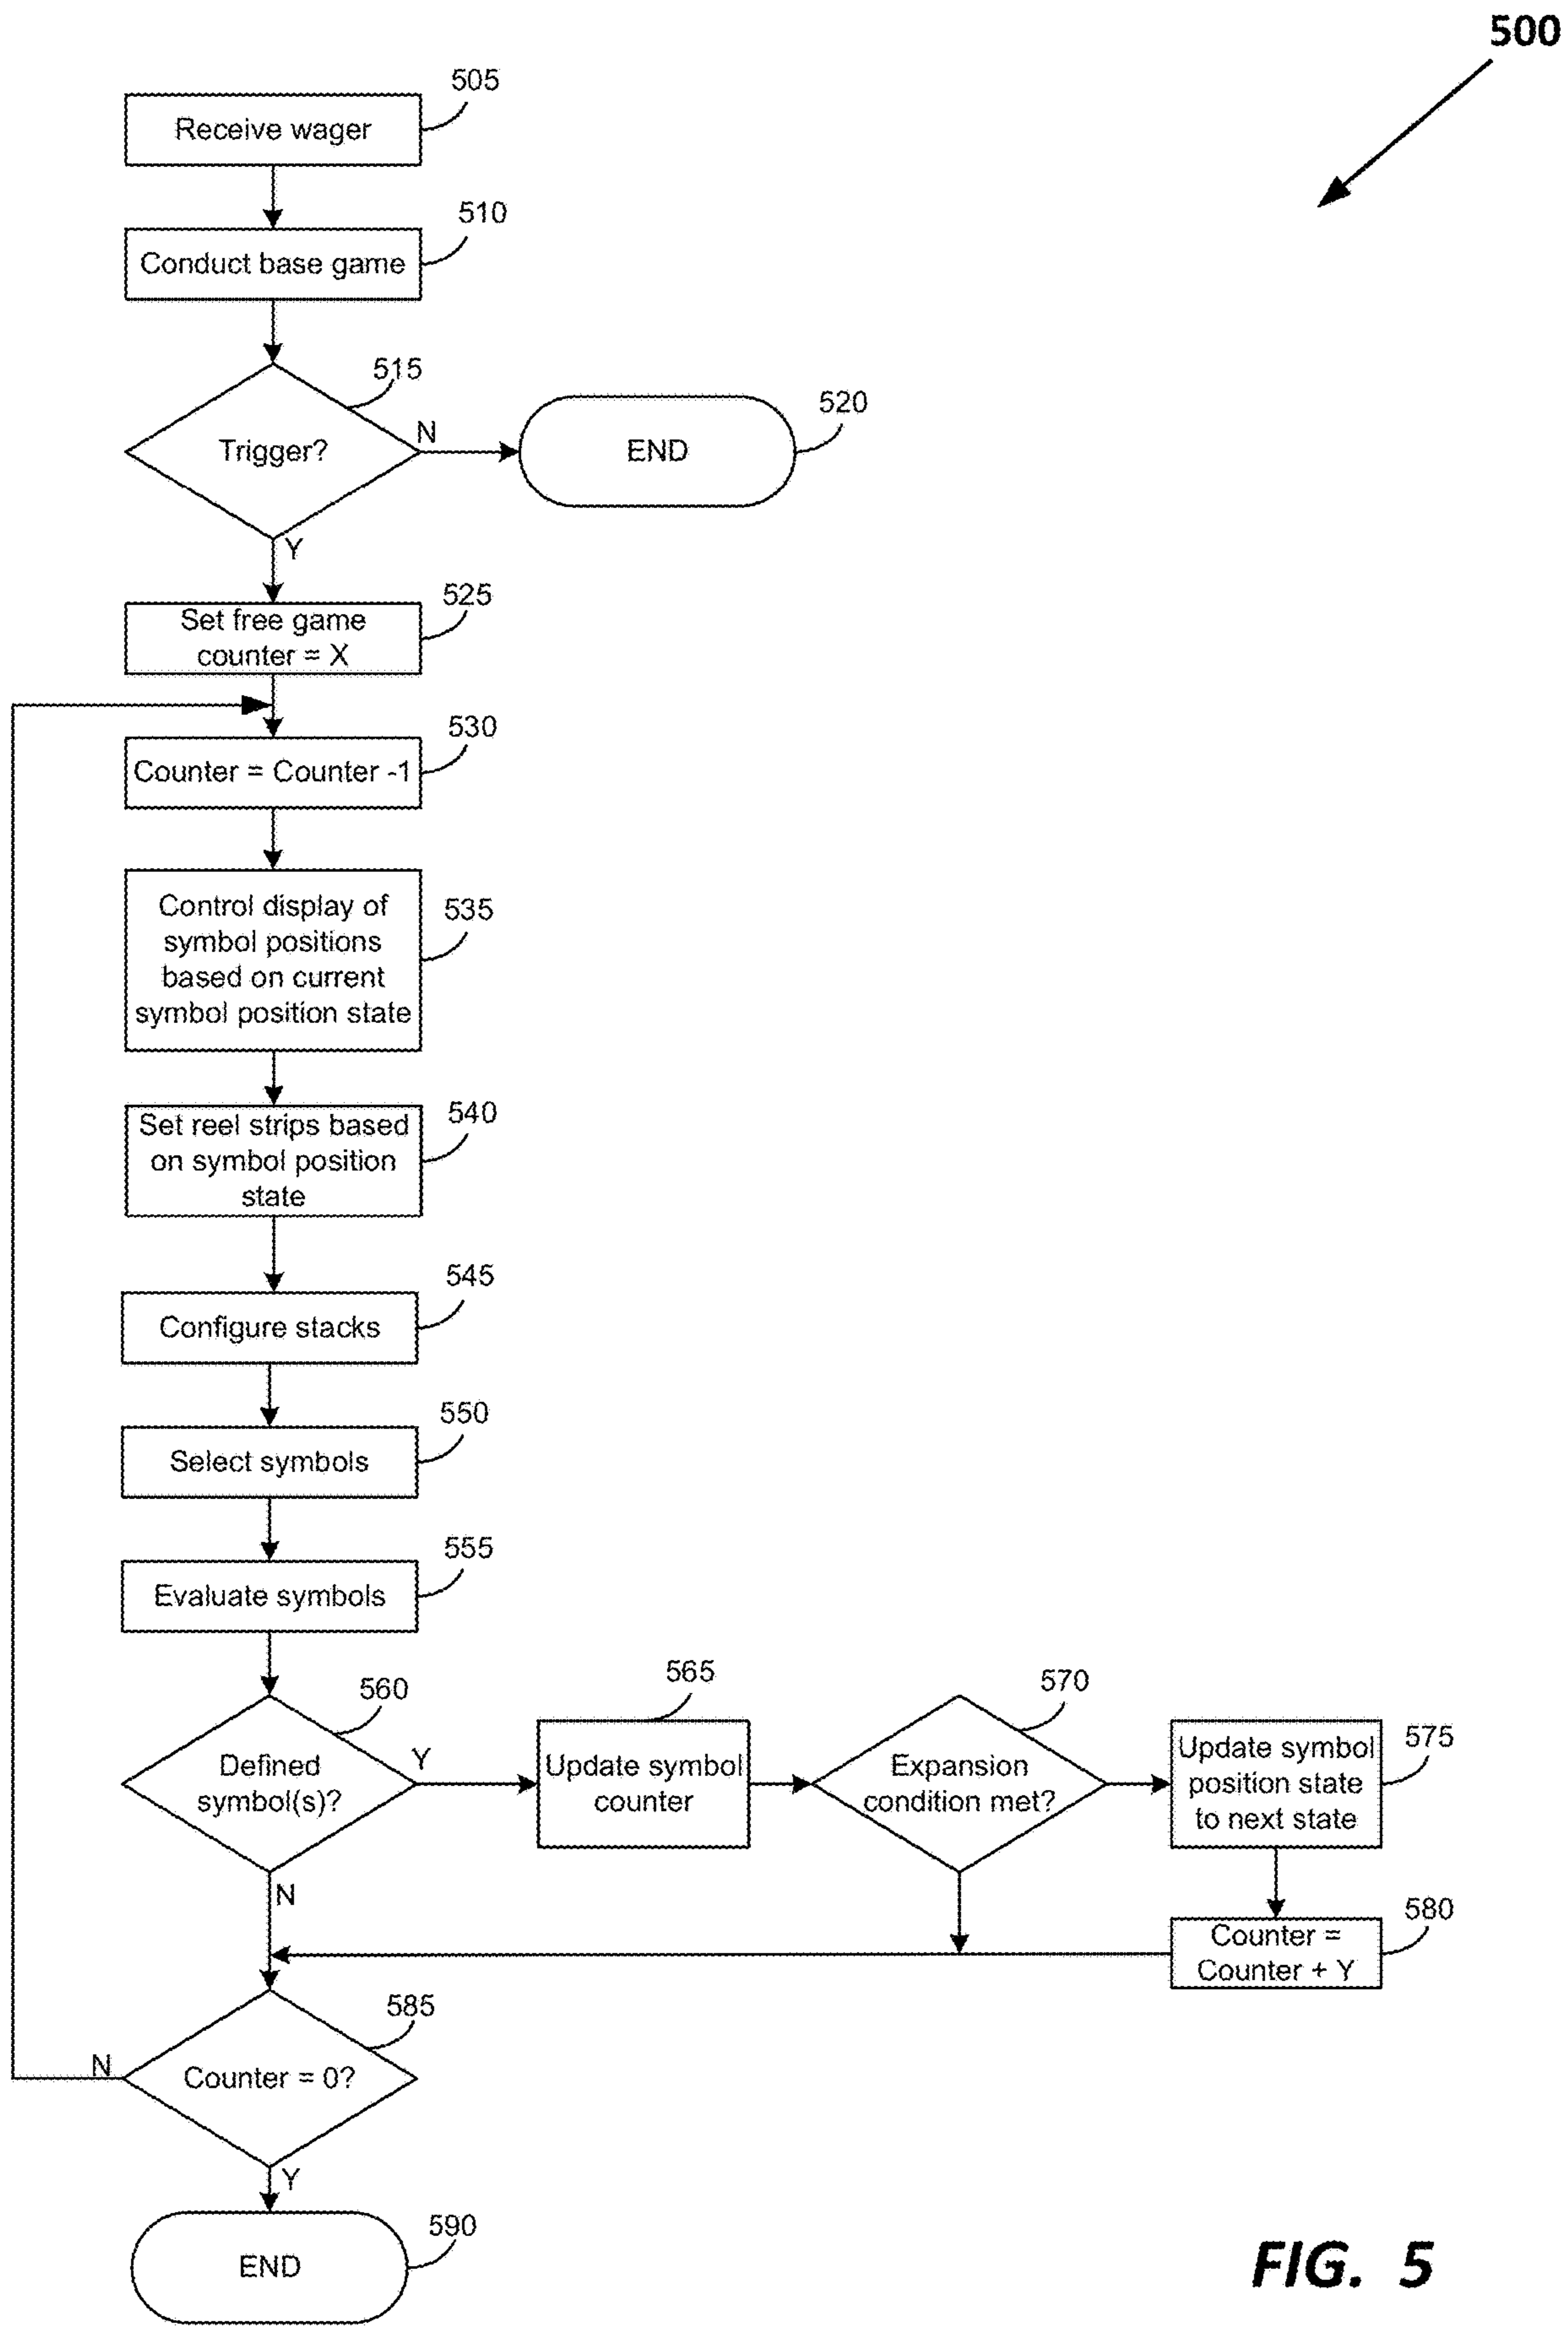 500
505
Receive wager
510
Conduct base game
515
Trigger?
N
520
END
Y
525
Set free game
counter = X
530
Counter = Counter -1
535
Control display of
symbol positions
based on current
symbol position state
540
Set reel strips based
on symbol position
state
545
Configure stacks
550
Select symbols
555
Evaluate symbols
560
Defined
symbol(s)?
Y
N
565
Update symbol
counter
570
Expansion
condition met?
575
Update symbol
position state
to next state
580
Counter =
Counter + Y
585
Counter = 0?
N
Y
590
END
FIG. 5